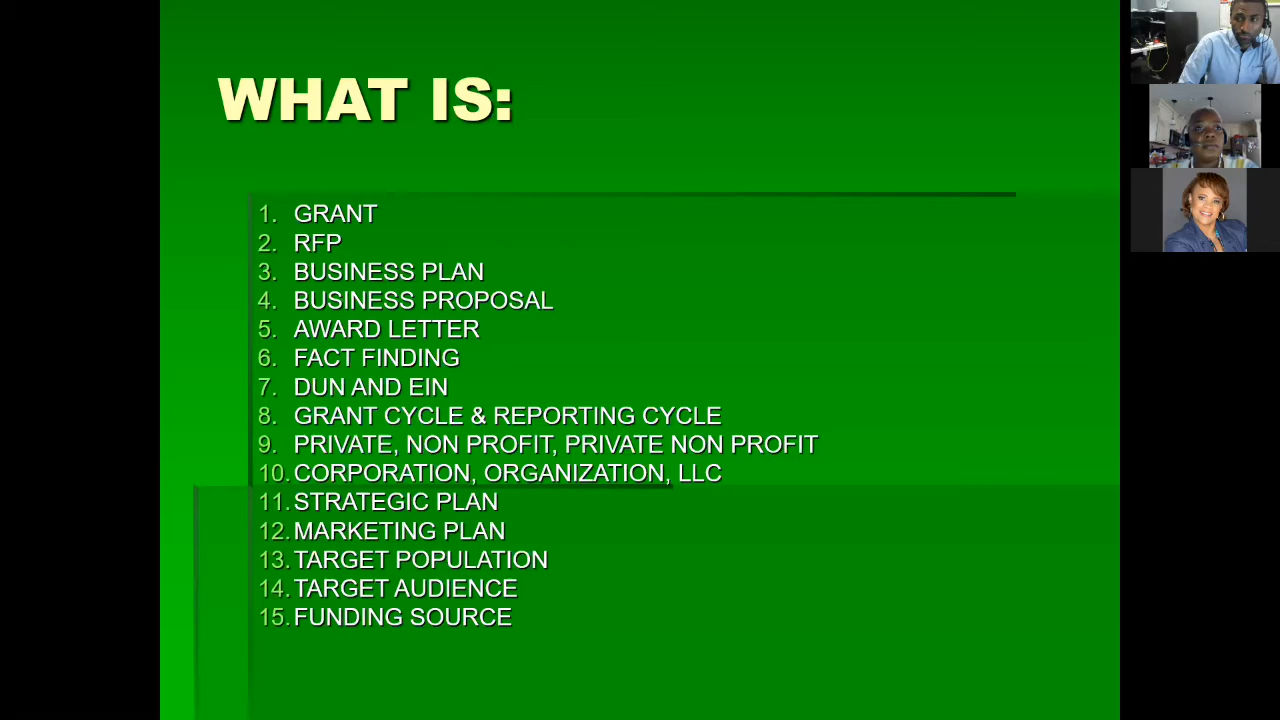 WHAT IS:
1. GRANT
2. RFP
3. BUSINESS PLAN
4. BUSINESS PROPOSAL
5. AWARD LETTER
6. FACT FINDING
7. DUN AND EIN
8. GRANT CYCLE & REPORTING CYCLE
9. PRIVATE, NON PROFIT, PRIVATE NON PROFIT
10. CORPORATION, ORGANIZATION, LLC
11. STRATEGIC PLAN
12. MARKETING PLAN
13. TARGET POPULATION
14. TARGET AUDIENCE
15. FUNDING SOURCE